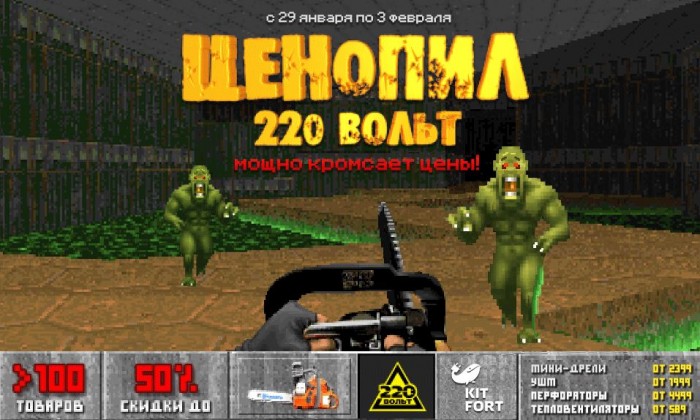 с 29 января по 3 февраля
ЦЕНОПИЛ
220 ВОЛЬТ
мощно кромсает цены!
>100
ТОВАРОВ
50%
СКИДКИ ДО
220
ВОЛЬТ
KIT
FORT
МИНИ-ДРЕЛИ ОТ 2399
УШМ ОТ 1999
ПЕРФОРАТОРЫ ОТ 4499
ТЕПЛОВЕНТИЛЯТОРЫ ОТ 589